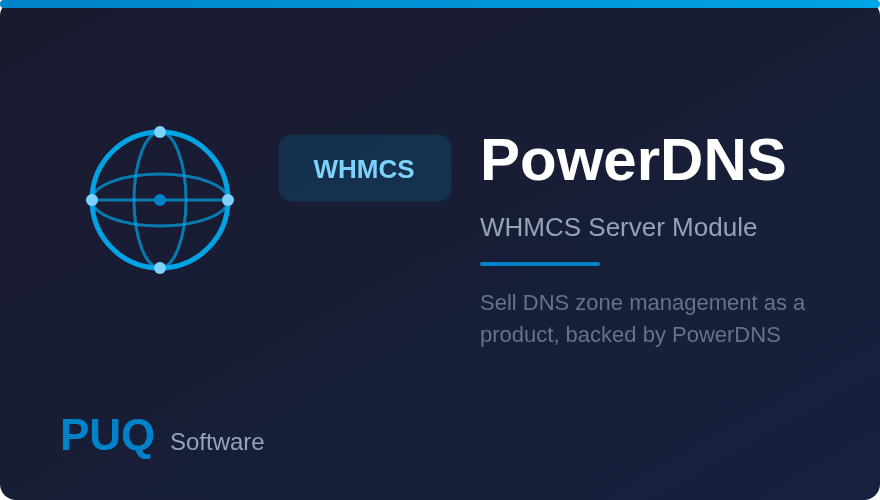 WHMCS
PowerDNS
WHMCS Server Module
Sell DNS zone management as a
product, backed by PowerDNS
PUQ Software